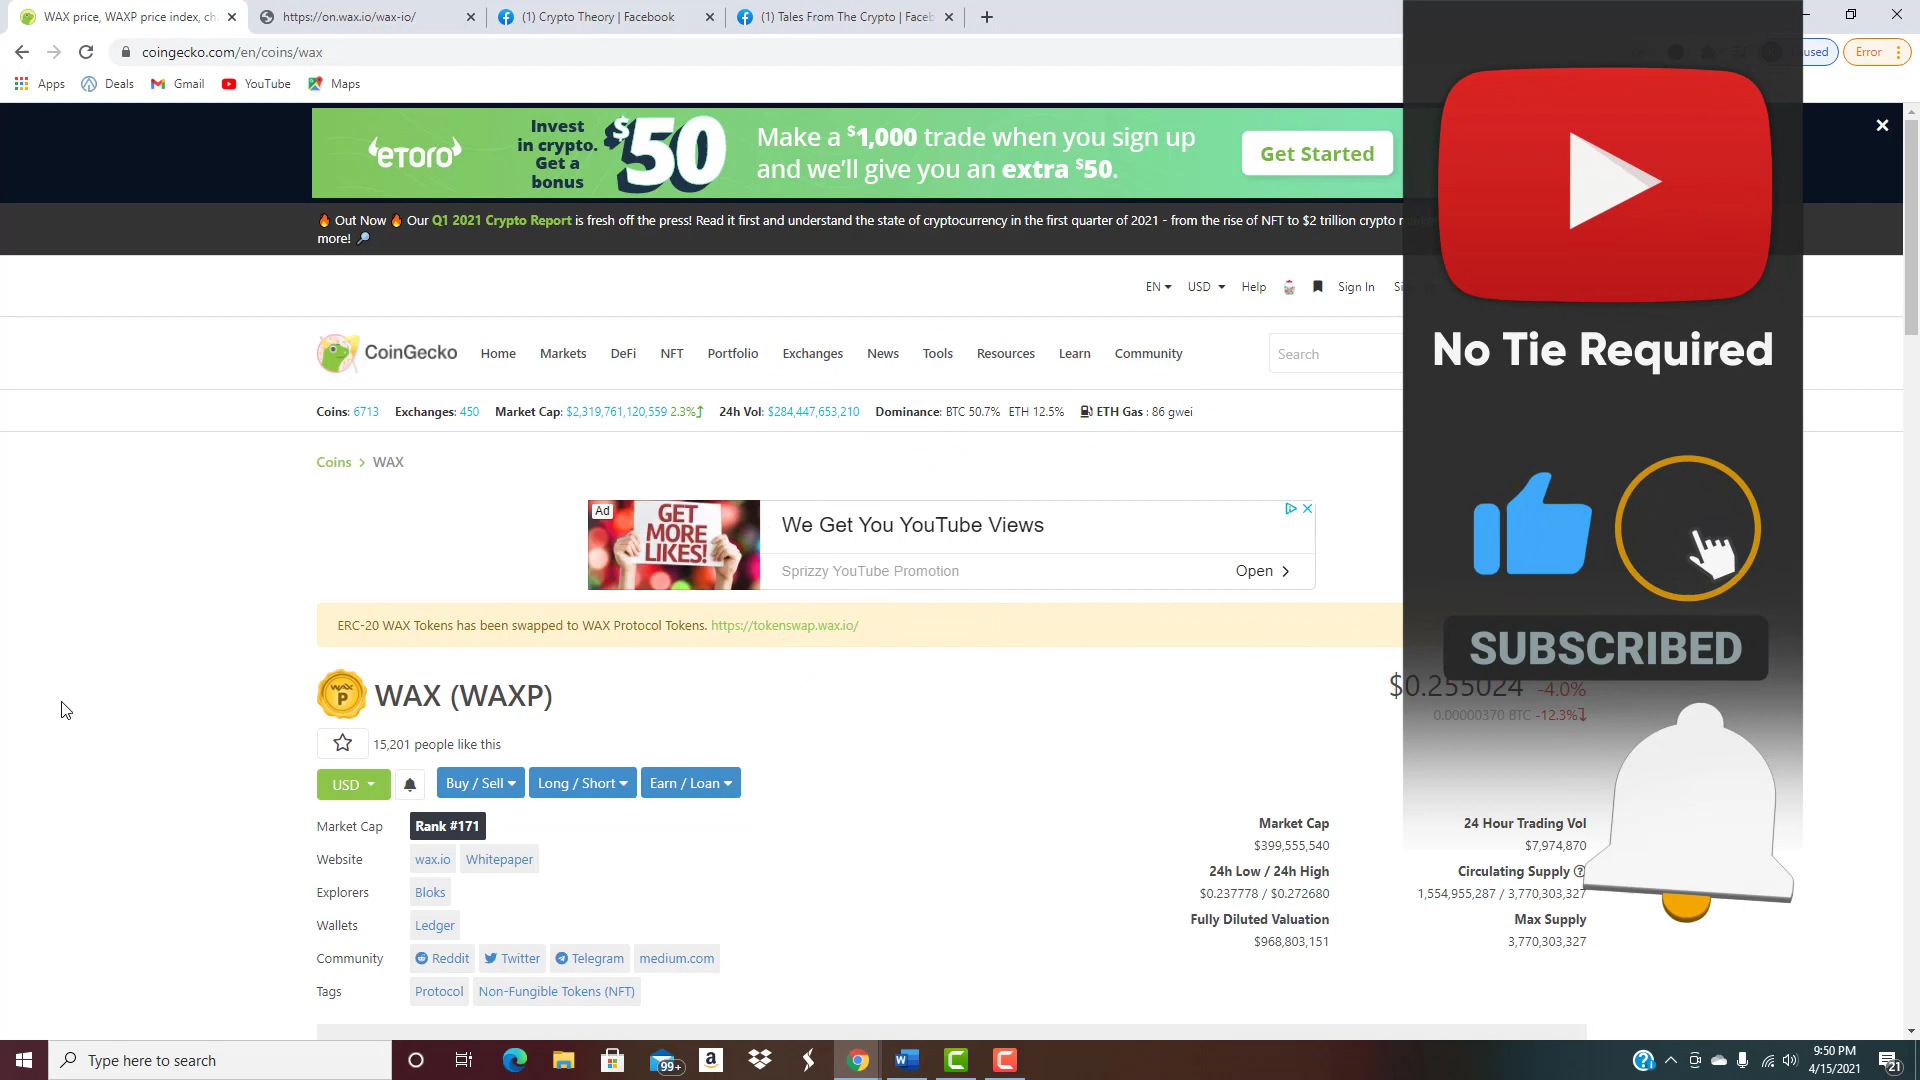 WAX price, WAXP price index, ch
https://on.wax.io/wax-io/
(1) Crypto Theory | Facebook
(1) Tales From The Crypto | Faceb
coingecko.com/en/coins/wax
Error
Apps
Deals
Gmail
YouTube
Maps
eToro
Invest
in crypto.
Get a
bonus
$50
Make a $1,000 trade when you sign up
and we'll give you an extra $50.
Get Started
🔥 Out Now 🔥 Our Q1 2021 Crypto Report is fresh off the press! Read it first and understand the state of cryptocurrency in the first quarter of 2021 - from the rise of NFT to $2 trillion crypto
more! 🔎
EN
USD
Help
Sign In
CoinGecko
Home
Markets
DeFi
NFT
Portfolio
Exchanges
News
Tools
Resources
Learn
Community
Search
No Tie Required
Coins: 6713
Exchanges: 450
Market Cap: $2,319,761,120,559 2.3%
24h Vol: $284,447,653,210
Dominance: BTC 50.7% ETH 12.5%
ETH Gas : 86 gwei
Coins > WAX
Ad
GET
MORE
LIKES!
We Get You YouTube Views
Sprizzy YouTube Promotion
Open
ERC-20 WAX Tokens has been swapped to WAX Protocol Tokens. https://tokenswap.wax.io/
SUBSCRIBED
WAX
P
WAX (WAXP)
$0.255024 -4.0%
0.00000370 BTC -12.3%
15,201 people like this
USD
Buy / Sell
Long / Short
Earn / Loan
Market Cap
Rank #171
Website
wax.io
Whitepaper
Explorers
Bloks
Wallets
Ledger
Community
Reddit
Twitter
Telegram
medium.com
Tags
Protocol
Non-Fungible Tokens (NFT)
Market Cap
$399,555,540
24h Low / 24h High
$0.237778 / $0.272680
Fully Diluted Valuation
$968,803,151
24 Hour Trading Vol
$7,974,870
Circulating Supply
1,554,955,287 / 3,770,303,327
Max Supply
3,770,303,327
Type here to search
99+
a
9:50 PM
4/15/2021
21